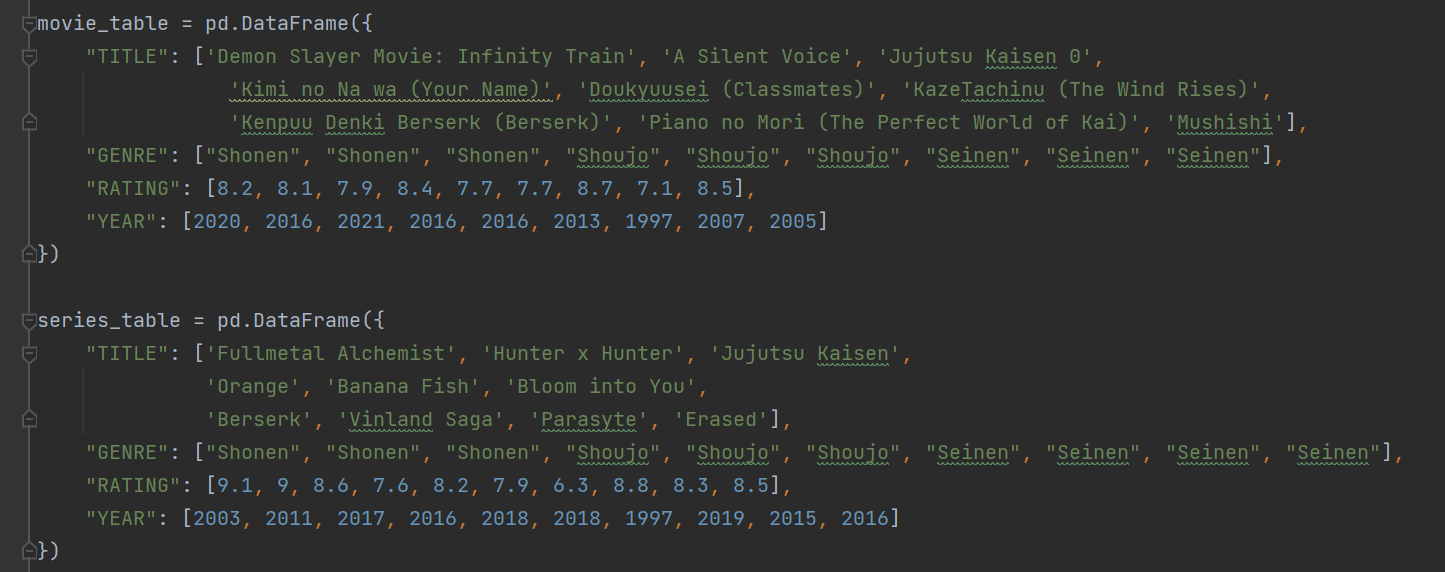 movie_table = pd.DataFrame({
    "TITLE": ['Demon Slayer Movie: Infinity Train', 'A Silent Voice', 'Jujutsu Kaisen 0',
              'Kimi no Na wa (Your Name)', 'Doukyuusei (Classmates)', 'KazeTachinu (The Wind Rises)',
              'Kenpuu Denki Berserk (Berserk)', 'Piano no Mori (The Perfect World of Kai)', 'Mushishi'],
    "GENRE": ["Shonen", "Shonen", "Shonen", "Shoujo", "Shoujo", "Shoujo", "Seinen", "Seinen", "Seinen"],
    "RATING": [8.2, 8.1, 7.9, 8.4, 7.7, 7.7, 8.7, 7.1, 8.5],
    "YEAR": [2020, 2016, 2021, 2016, 2016, 2013, 1997, 2007, 2005]
})

series_table = pd.DataFrame({
    "TITLE": ['Fullmetal Alchemist', 'Hunter x Hunter', 'Jujutsu Kaisen',
            'Orange', 'Banana Fish', 'Bloom into You',
            'Berserk', 'Vinland Saga', 'Parasyte', 'Erased'],
    "GENRE": ["Shonen", "Shonen", "Shonen", "Shoujo", "Shoujo", "Shoujo", "Seinen", "Seinen", "Seinen", "Seinen"],
    "RATING": [9.1, 9, 8.6, 7.6, 8.2, 7.9, 6.3, 8.8, 8.3, 8.5],
    "YEAR": [2003, 2011, 2017, 2016, 2018, 2018, 1997, 2019, 2015, 2016]
})